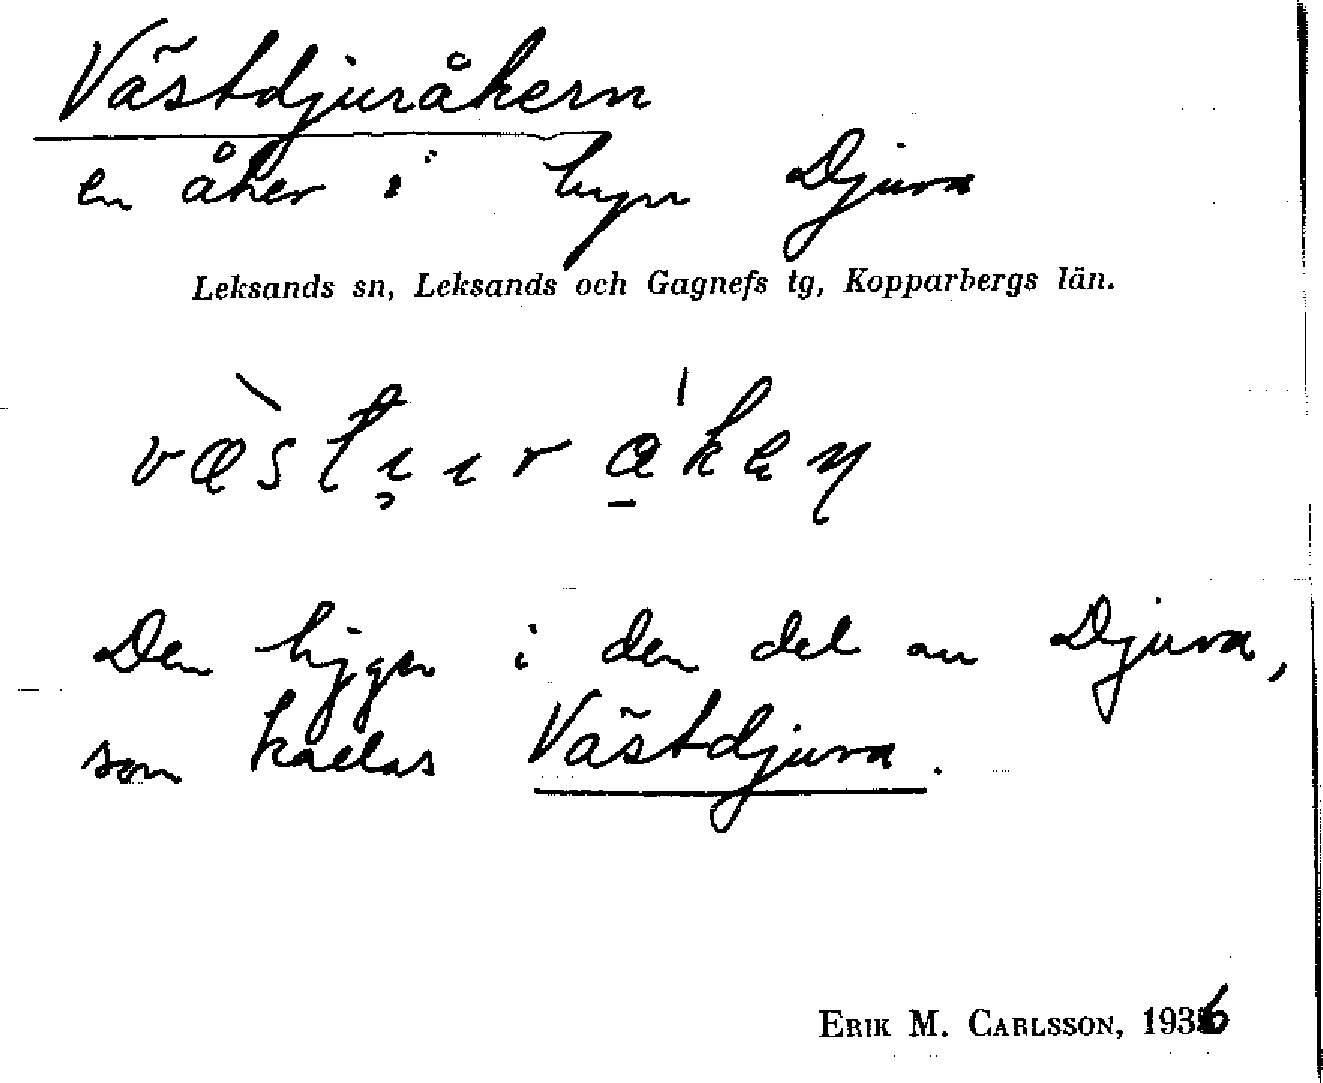 Västdjuråkern
en åker i byn Djura
Leksands sn, Leksands och Gagnefs tg, Kopparbergs län.
Den ligger i den del av Djura,
som kallas Västdjura.
ERIK M. CARLSSON, 1936